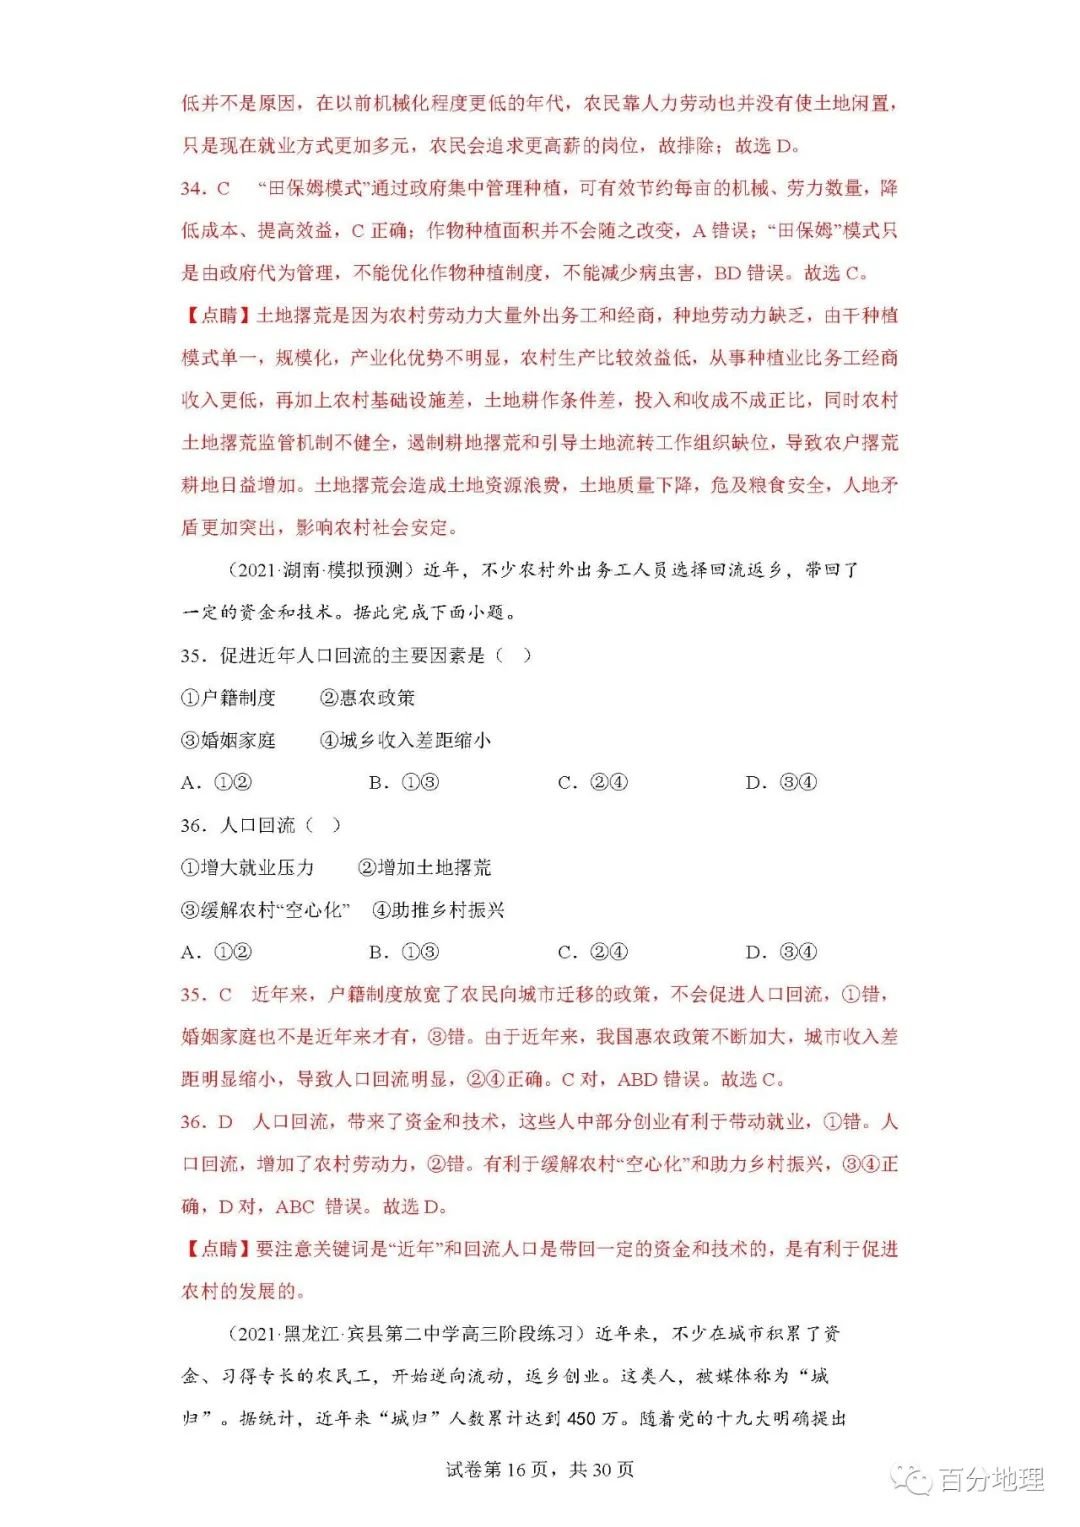 低并不是原因，在以前机械化程度更低的年代，农民靠人力劳动也并没有使土地闲置，
只是现在就业方式更加多元，农民会追求更高薪的岗位，故排除；故选 D。
34．C “田保姆模式”通过政府集中管理种植，可有效节约每亩的机械、劳力数量，降
低成本、提高效益，C 正确；作物种植面积并不会随之改变，A 错误；“田保姆”模式只
是由政府代为管理，不能优化作物种植制度，不能减少病虫害，BD 错误。故选 C。
【点睛】土地撂荒是因为农村劳动力大量外出务工和经商，种地劳动力缺乏，由于种植
模式单一，规模化，产业化优势不明显，农村生产比较效益低，从事种植业比务工经商
收入更低，再加上农村基础设施差，土地耕作条件差，投入和收成不成正比，同时农村
土地撂荒监管机制不健全，遏制耕地撂荒和引导土地流转工作组织缺位，导致农户撂荒
耕地日益增加。土地撂荒会造成土地资源浪费，土地质量下降，危及粮食安全，人地矛
盾更加突出，影响农村社会安定。
（2021·湖南·模拟预测）近年，不少农村外出务工人员选择回流返乡，带回了
一定的资金和技术。据此完成下面小题。
35．促进近年人口回流的主要因素是（ ）
①户籍制度 ②惠农政策
③婚姻家庭 ④城乡收入差距缩小
A．①② B．①③ C．②④ D．③④
36．人口回流（ ）
①增大就业压力 ②增加土地撂荒
③缓解农村“空心化” ④助推乡村振兴
A．①② B．①③ C．②④ D．③④
35．C 近年来，户籍制度放宽了农民向城市迁移的政策，不会促进人口回流，①错，
婚姻家庭也不是近年来才有，③错。由于近年来，我国惠农政策不断加大，城市收入差
距明显缩小，导致人口回流明显，②④正确。C 对，ABD 错误。故选 C。
36．D 人口回流，带来了资金和技术，这些人中部分创业有利于带动就业，①错。人
口回流，增加了农村劳动力，②错。有利于缓解农村“空心化”和助力乡村振兴，③④正
确，D 对，ABC 错误。故选 D。
【点睛】要注意关键词是“近年”和回流人口是带回一定的资金和技术的，是有利于促进
农村的发展的。
（2021·黑龙江·宾县第二中学高三阶段练习）近年来，不少在城市积累了资
金、习得专长的农民工，开始逆向流动，返乡创业。这类人，被媒体称为“城
归”。据统计，近年来“城归”人数累计达到 450 万。随着党的十九大明确提出
试卷第 16 页，共 30 页
百分地理